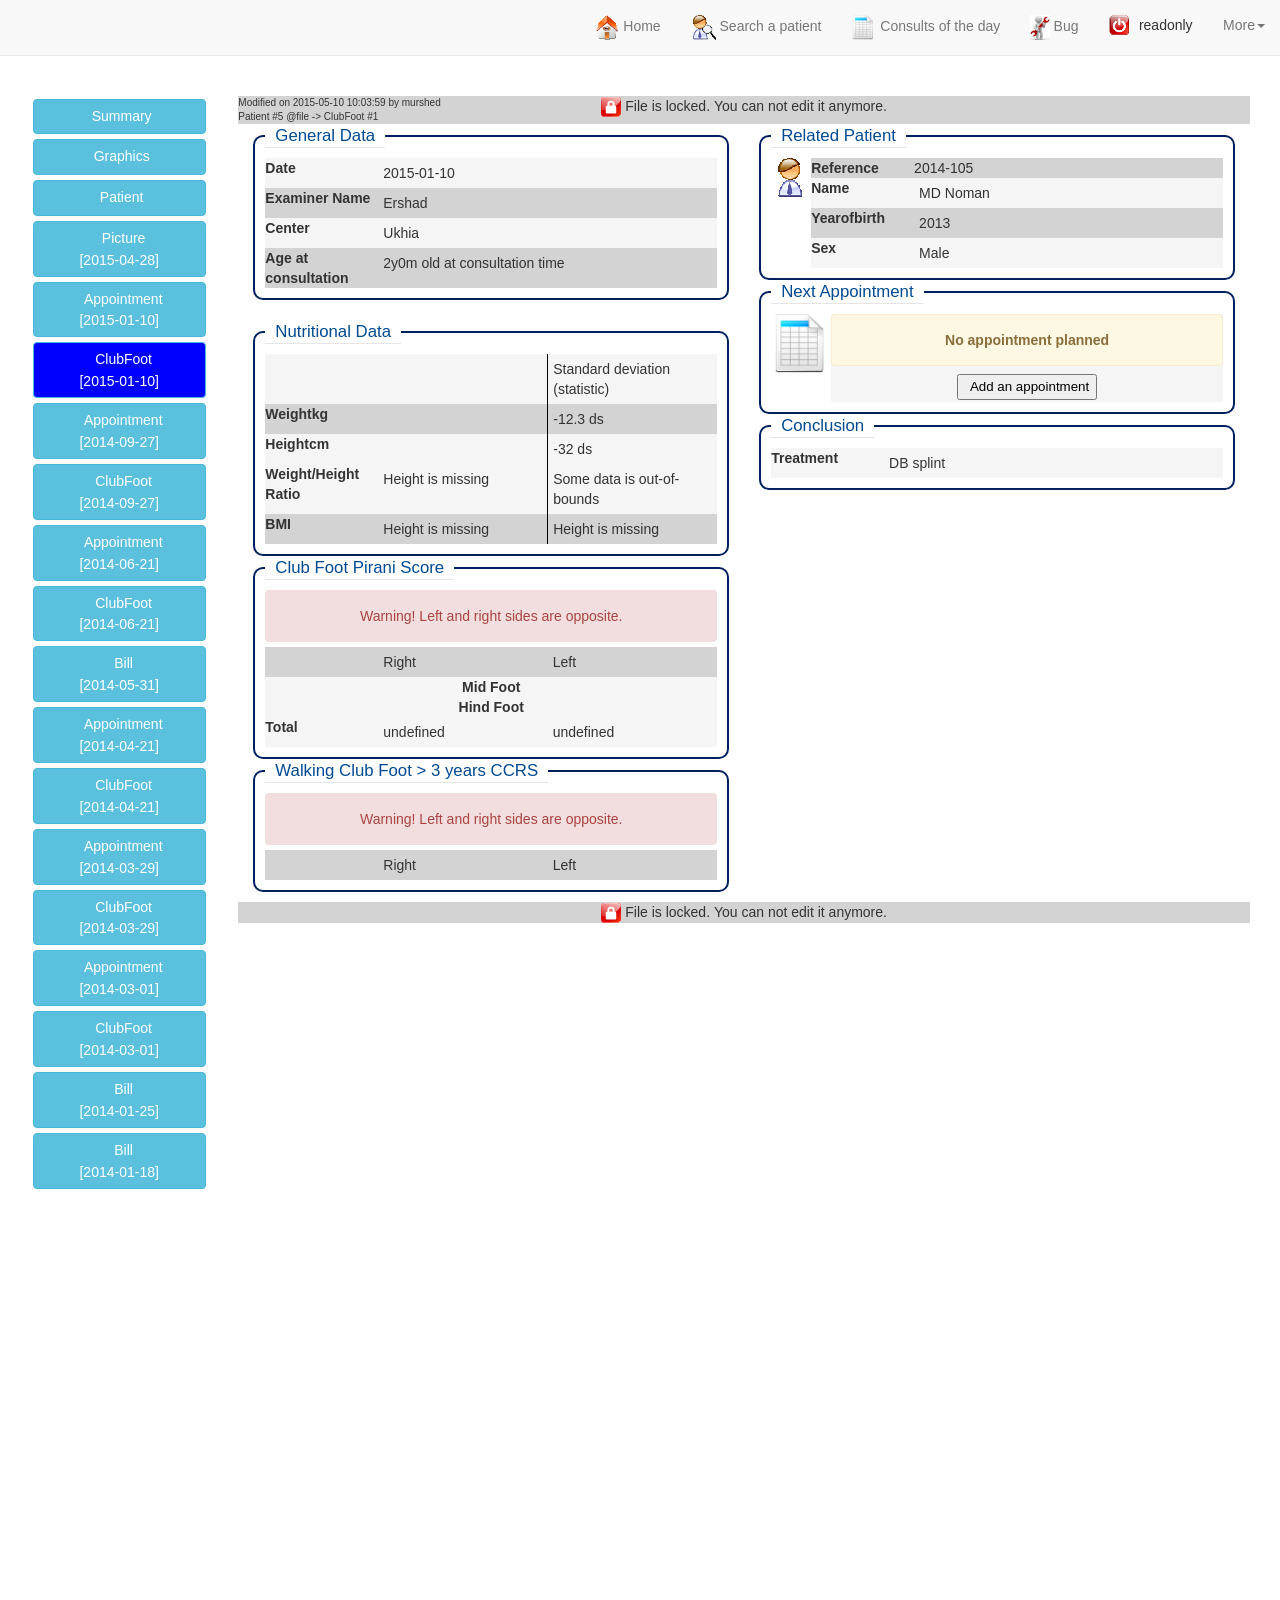 Home Search a patient Consults of the day Bug readonly More
Summary
Graphics
Patient
Picture
[2015-04-28]
Appointment
[2015-01-10]
ClubFoot
[2015-01-10]
Appointment
[2014-09-27]
ClubFoot
[2014-09-27]
Appointment
[2014-06-21]
ClubFoot
[2014-06-21]
Bill
[2014-05-31]
Appointment
[2014-04-21]
ClubFoot
[2014-04-21]
Appointment
[2014-03-29]
ClubFoot
[2014-03-29]
Appointment
[2014-03-01]
ClubFoot
[2014-03-01]
Bill
[2014-01-25]
Bill
[2014-01-18]
Modified on 2015-05-10 10:03:59 by murshed
Patient #5 @file -> ClubFoot #1
File is locked. You can not edit it anymore.
General Data
Date 2015-01-10
Examiner Name Ershad
Center Ukhia
Age at
consultation
2y0m old at consultation time
Nutritional Data
Standard deviation
(statistic)
Weightkg -12.3 ds
Heightcm -32 ds
Weight/Height
Ratio
Height is missing
Some data is out-of-
bounds
BMI Height is missing Height is missing
Club Foot Pirani Score
Warning! Left and right sides are opposite.
Right Left
Mid Foot
Hind Foot
Total undefined undefined
Walking Club Foot > 3 years CCRS
Warning! Left and right sides are opposite.
Right Left
Related Patient
Reference 2014-105
Name MD Noman
Yearofbirth 2013
Sex Male
Next Appointment
No appointment planned
Add an appointment
Conclusion
Treatment DB splint
File is locked. You can not edit it anymore.